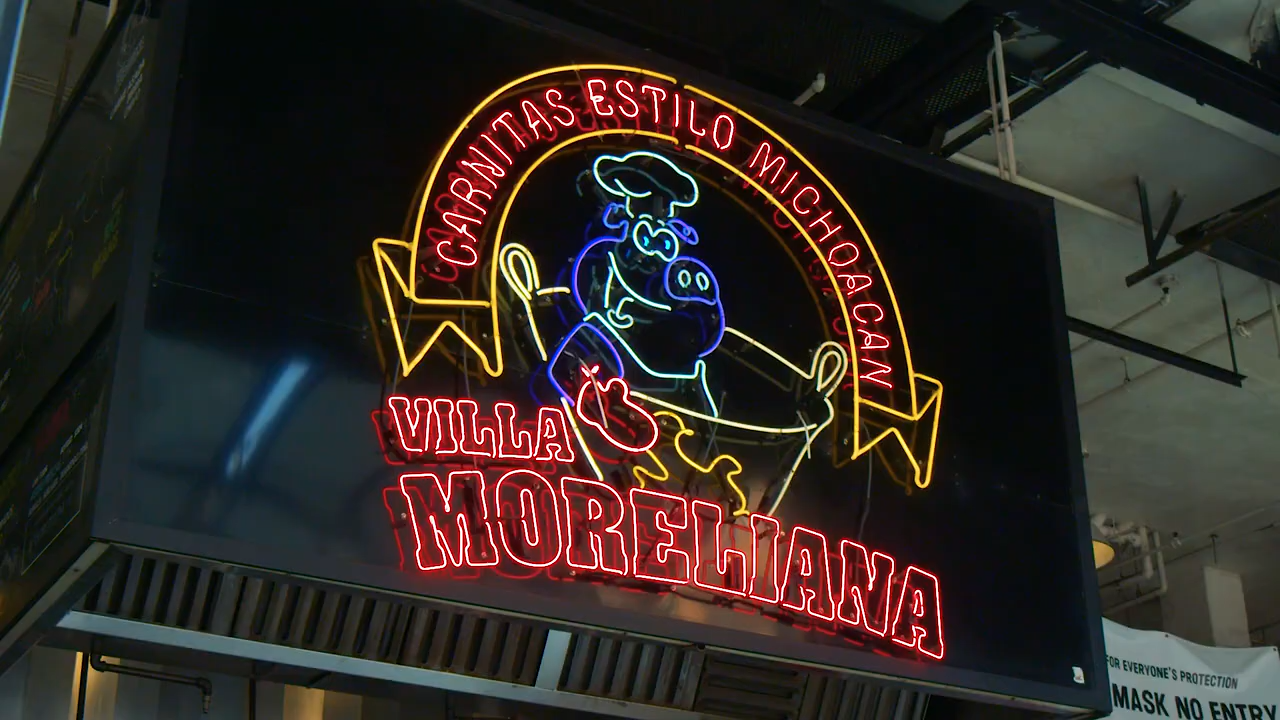 CARNITAS ESTILO MICHOACAN
VILLA
MORELIANA
FOR EVERYONE'S PROTECTION
MASK NO ENTRY